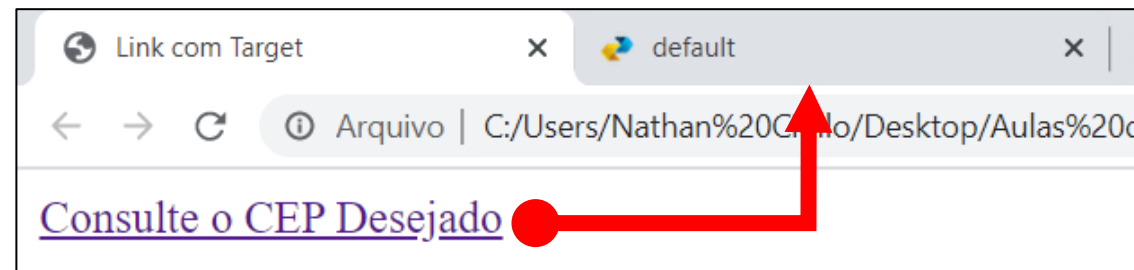 Link com Target
default
Arquivo | C:/Users/Nathan%20C lo/Desktop/Aulas%20
Consulte o CEP Desejado